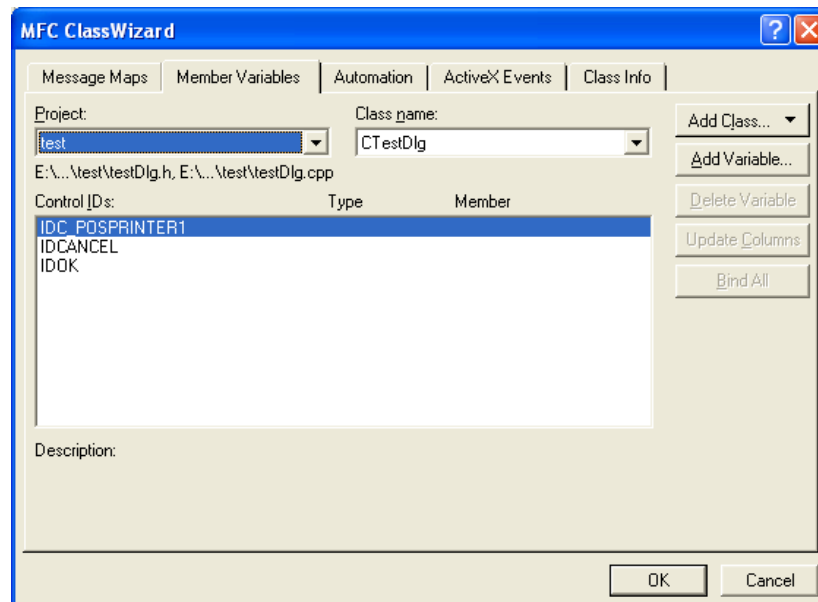 MFC ClassWizard
Message Maps Member Variables Automation ActiveX Events Class Info
Project: Class name:
test CTestDlg
Add Class...
E:\...\test\testDlg.h, E:\...\test\testDlg.cpp
Add Variable...
Control IDs: Type Member
Delete Variable
IDC_POSPRINTER1
IDCANCEL
Update Columns
IDOK
Bind All
Description:
OK Cancel